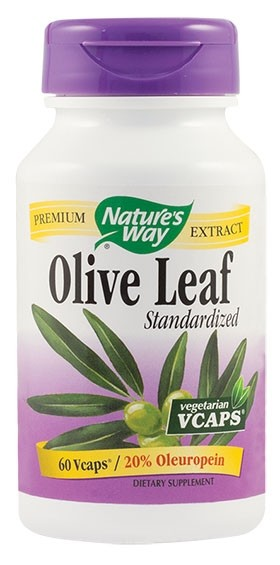 Nature's
PREMIUM WAY® EXTRACT
Olive Leaf
Standardized
vegetarian
VCAPS®
60 Vcaps® / 20% Oleuropein
DIETARY SUPPLEMENT